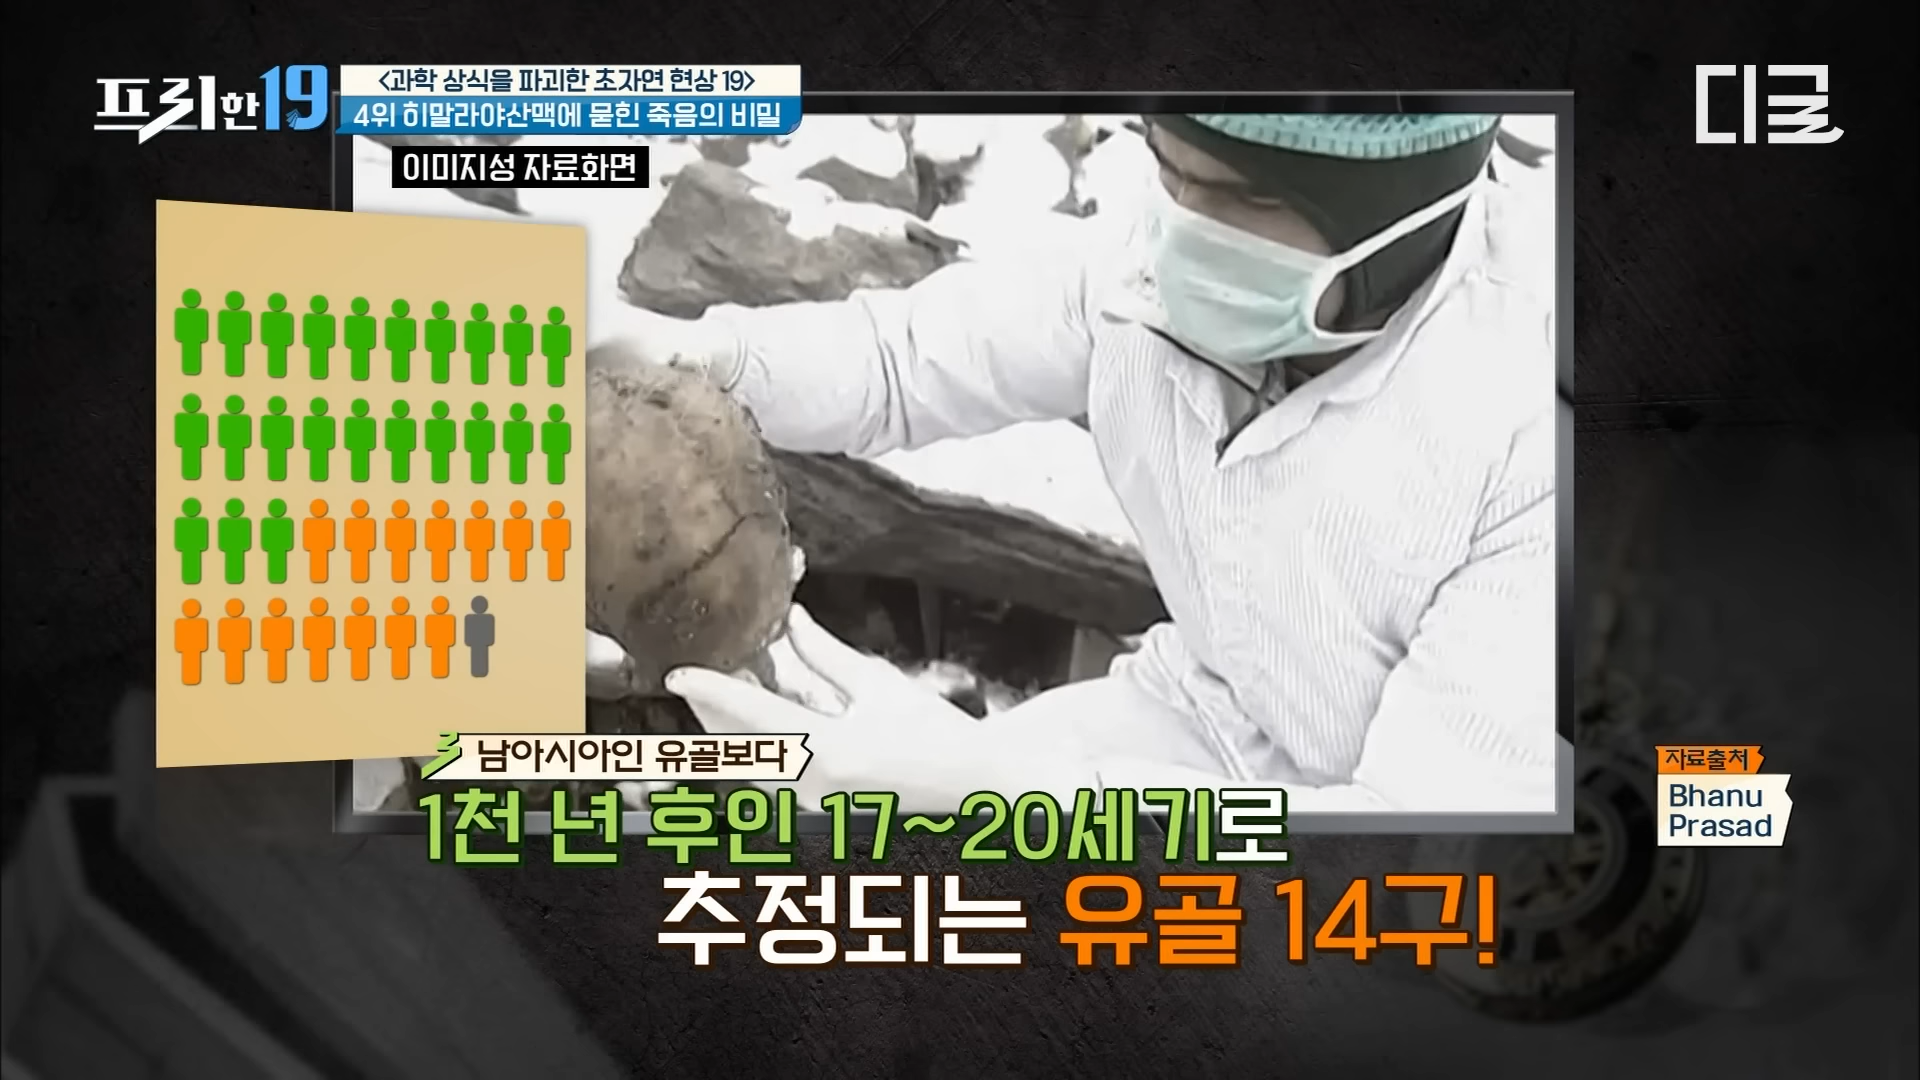 프리한19
<과학 상식을 파괴한 초자연 현상 19>
4위 히말라야산맥에 묻힌 죽음의 비밀
디글
이미지성 자료화면
남아시아인 유골보다
1천 년 후인 17~20세기로
추정되는 유골 14구!
자료출처
Bhanu
Prasad